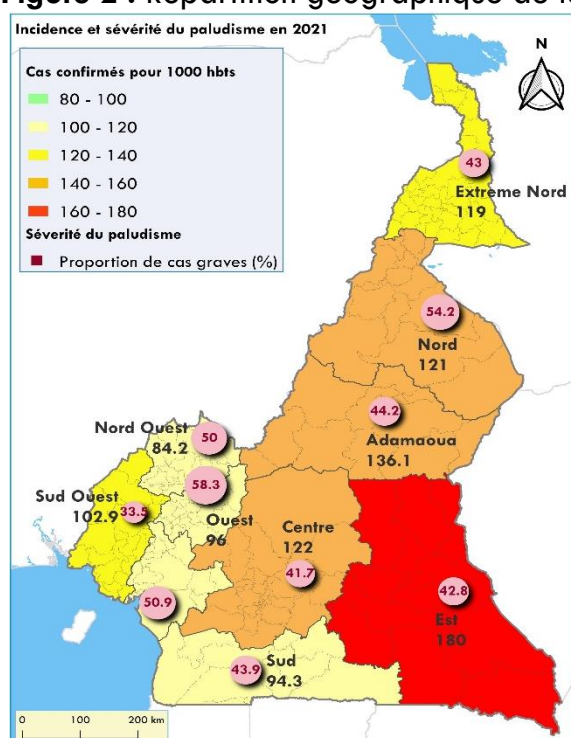 Incidence et sévérité du paludisme en 2021
Cas confirmés pour 1000 hbts
80 - 100
100 - 120
120 - 140
140 - 160
160 - 180
Sévérité du paludisme
Proportion de cas graves (%)
N
43
Extreme Nord
119
54.2
Nord
121
44.2
Adamaoua
136.1
Nord Ouest
84.2
50
58.3
Ouest
96
Sud Ouest
102.9
33.5
Centre
122
41.7
50.9
42.8
Est
180
43.9
Sud
94.3
0 100 200 km